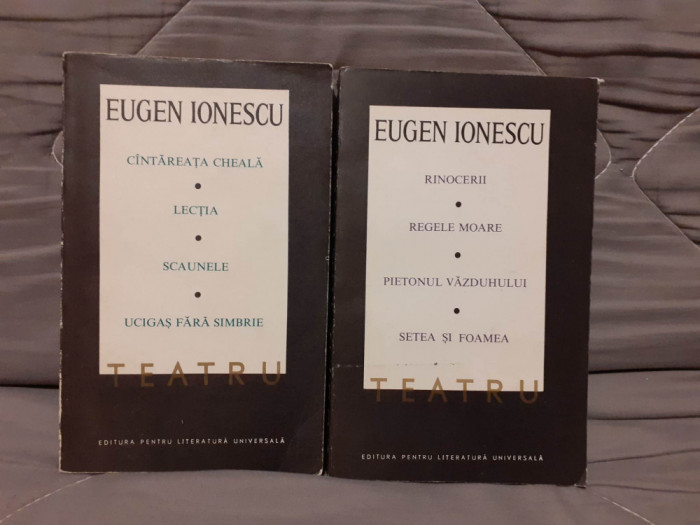 EUGEN IONESCU
CÎNTĂREAȚA CHEALĂ
LECȚIA
SCAUNELE
UCIGAȘ FĂRĂ SIMBRIE
TEATRU
EDITURA PENTRU LITERATURĂ UNIVERSALĂ
EUGEN IONESCU
RINOCERII
REGELE MOARE
PIETONUL VĂZDUHULUI
SETEA ȘI FOAMEA
TEATRU
EDITURA PENTRU LITERATURĂ UNIVERSALĂ